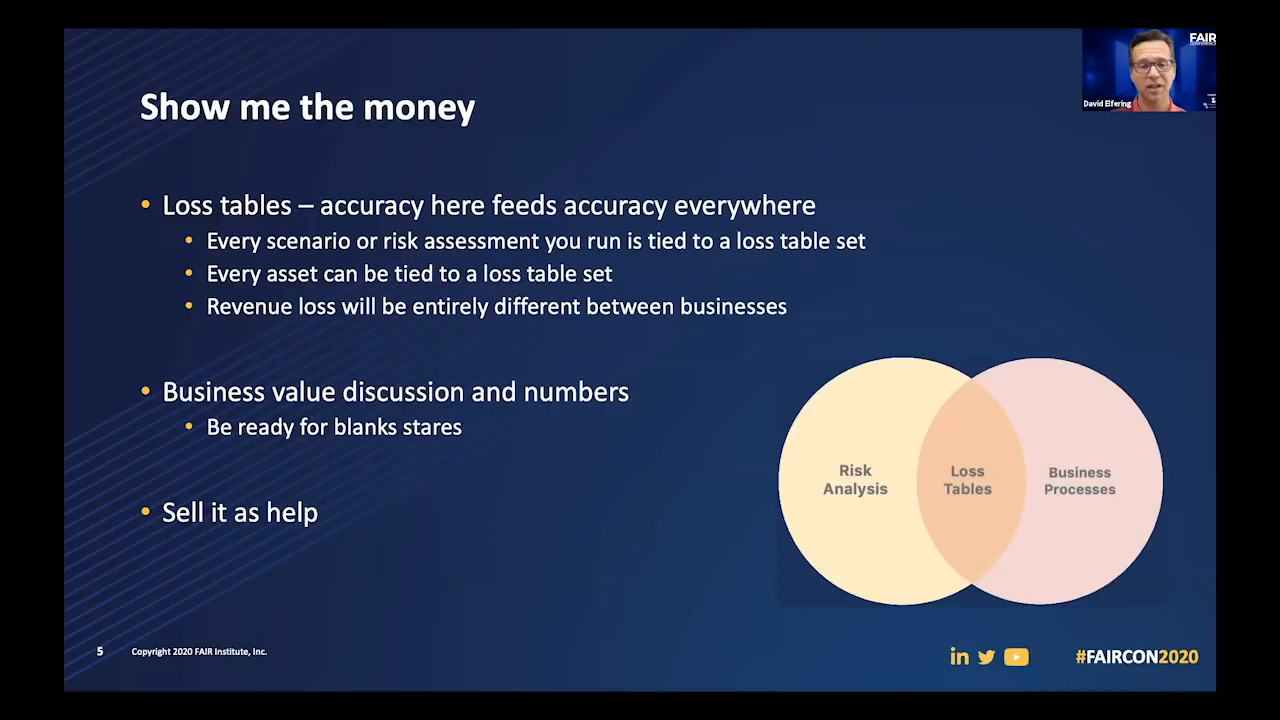 FAIR
David Elfering
Show me the money
• Loss tables – accuracy here feeds accuracy everywhere
• Every scenario or risk assessment you run is tied to a loss table set
• Every asset can be tied to a loss table set
• Revenue loss will be entirely different between businesses
• Business value discussion and numbers
• Be ready for blanks stares
• Sell it as help
Risk
Analysis
Loss
Tables
Business
Processes
5
Copyright 2020 FAIR Institute, Inc.
in
#FAIRCON2020